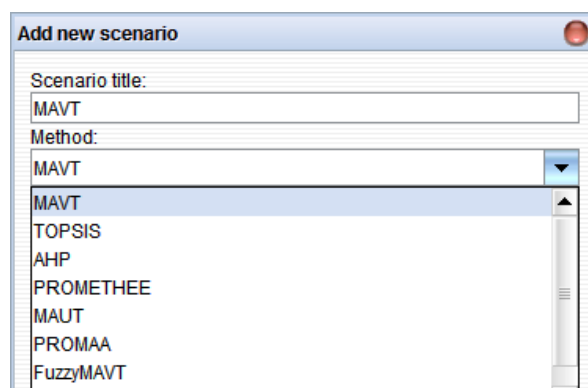 Add new scenario
Scenario title:
MAVT
Method:
MAVT
MAVT
TOPSIS
AHP
PROMETHEE
MAUT
PROMAA
FuzzyMAVT